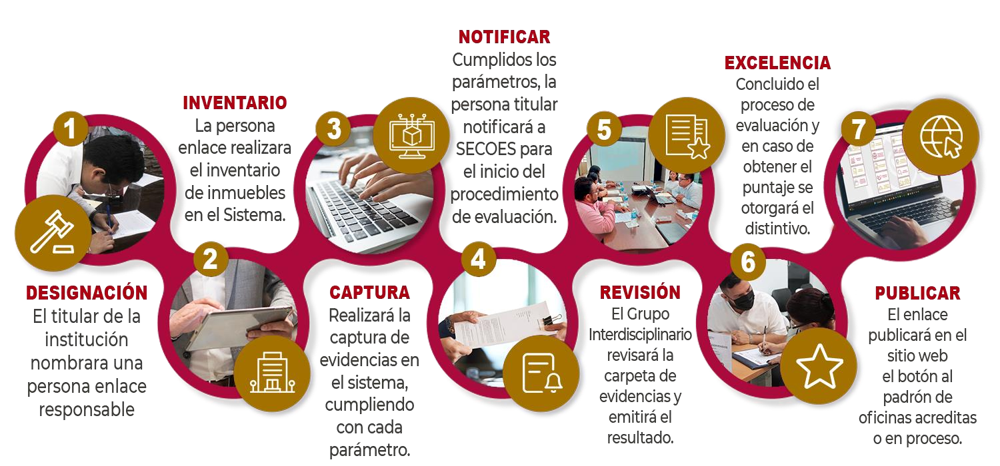 1
DESIGNACIÓN
El titular de la
institución
nombrara una
persona enlace
responsable
2
INVENTARIO
La persona
enlace realizara
el inventario
de inmuebles
en el Sistema.
3
CAPTURA
Realizará la
captura de
evidencias en
el sistema,
cumpliendo
con cada
parámetro.
4
NOTIFICAR
Cumplidos los
parámetros, la
persona titular
notificará a
SECOES para
el inicio del
procedimiento
de evaluación.
5
REVISIÓN
El Grupo
Interdisciplinario
revisará la
carpeta de
evidencias y
emitirá el
resultado.
6
EXCELENCIA
Concluido el
proceso de
evaluación y
en caso de
obtener el
puntaje se
otorgará el
distintivo.
7
PUBLICAR
El enlace
publicará en el
sitio web
el botón al
padrón de
oficinas acreditas
o en proceso.